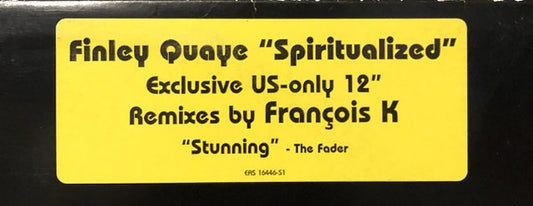 Finley Quaye "Spiritualized"
Exclusive US-only 12"
Remixes by François K
"Stunning" - The Fader
EAS 16446-S1